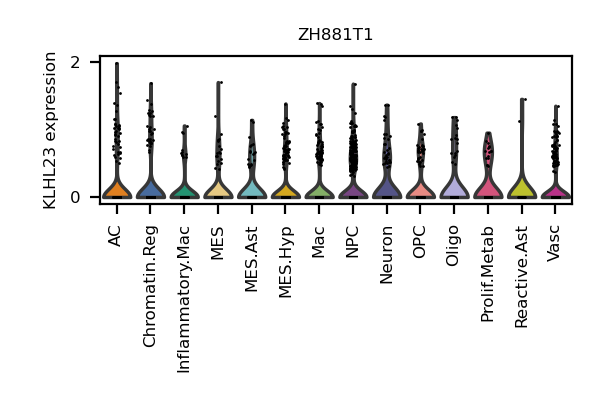 ZH881T1
KLHL23 expression
2
0
AC
Chromatin.Reg
Inflammatory.Mac
MES
MES.Ast
MES.Hyp
Mac
NPC
Neuron
OPC
Oligo
Prolif.Metab
Reactive.Ast
Vasc